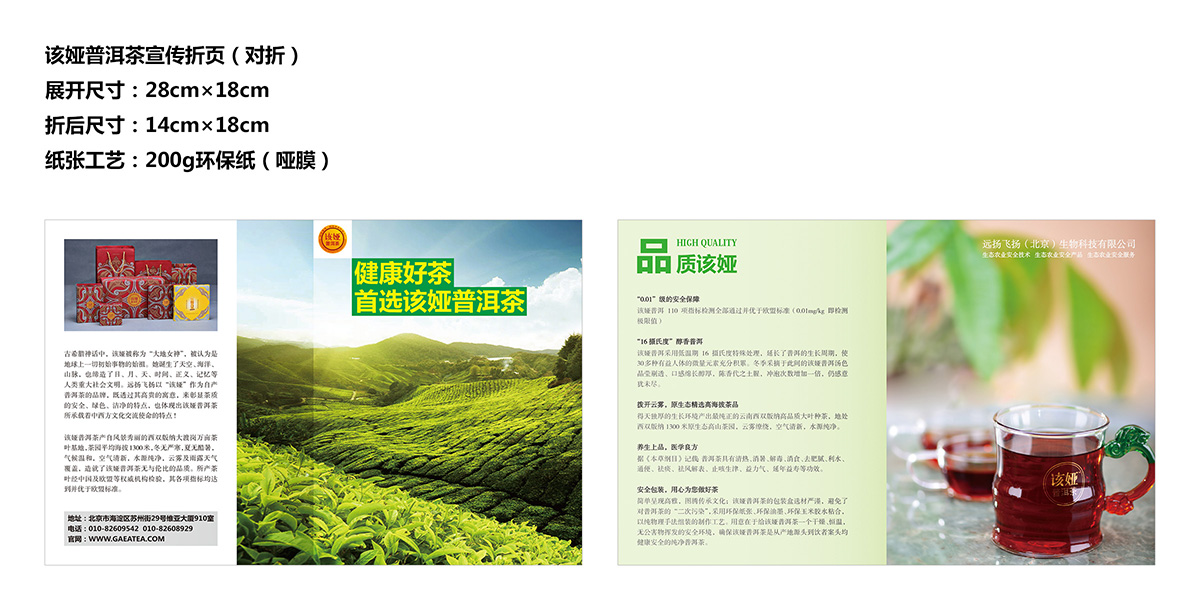 该娅普洱茶宣传折页（对折）
展开尺寸：28cm×18cm
折后尺寸：14cm×18cm
纸张工艺：200g环保纸（哑膜）
该娅
普洱茶
健康好茶
首选该娅普洱茶
古希腊神话中，该娅被称为“大地女神”，被认为是
地球上一切初始事物的始祖。她诞生了天空、海洋、
山脉，也缔造了日、月、天、时间、正义、记忆等
人类重大社会文明。远扬飞扬以“该娅”作为自产
普洱茶的品牌，既透过其高贵的寓意，来彰显茶质
的安全、绿色、洁净的特点，也体现出该娅普洱茶
所承载着中西方文化交流使命的特点！
该娅普洱茶产自风景秀丽的西双版纳大渡岗万亩茶
叶基地，茶园平均海拔1300米，冬无严寒，夏无酷暑，
气候温和，空气清新，水源纯净，云雾及雨露天气
覆盖，造就了该娅普洱茶无与伦比的品质。所产茶
叶经中国及欧盟等权威机构检验，其各项指标均达
到并优于欧盟标准。
地址：北京市海淀区苏州街29号维亚大厦910室
电话：010-82609542 010-82608929
官网：WWW.GAEATEA.COM
品
HIGH QUALITY
质该娅
“0.01”级的安全保障
该娅普洱 110 项指标检测全部通过并优于欧盟标准（0.01mg/kg 即检测
极限值）
“16 摄氏度”醇香普洱
该娅普洱采用低温期 16 摄氏度特殊处理，延长了普洱的生长周期，使
30多种有益人体的微量元素充分积累。冬季采摘于此间的该娅普洱汤色
品莹剔透、口感绵长醇厚、陈香代之土腥，冲泡次数增加一倍，仍感意
犹未尽。
拨开云雾，原生态精选高海拔茶品
得天独厚的生长环境产出最纯正的云南西双版纳高品质大叶种茶，地处
西双版纳1300米原生态高山茶园，云雾缭绕，空气清新，水源纯净。
养生上品，医学良方
据《本草纲目》记载：普洱茶具有清热、消暑、解毒、消食、去肥腻、利水、
通便、祛痰、祛风解表、止咳生津、益力气、延年益寿等功效。
安全包装，用心为您做好茶
简单呈现高雅，用牌传承文化；该娅普洱茶的包装盒选材严谨，避免了
对普洱茶的“二次污染”，采用环保纸张、环保油墨、环保玉米胶水粘合，
以纯物理手法组装的制作工艺。用意在于给该娅普洱茶一个干燥、恒温、
无公害物挥发的安全环境，确保该娅普洱茶是从产地源头到饮者案头均
健康安全的纯净普洱茶。
远扬飞扬（北京）生物科技有限公司
生态农业安全技术 生态农业安全产品 生态农业安全服务
该娅
普洱茶